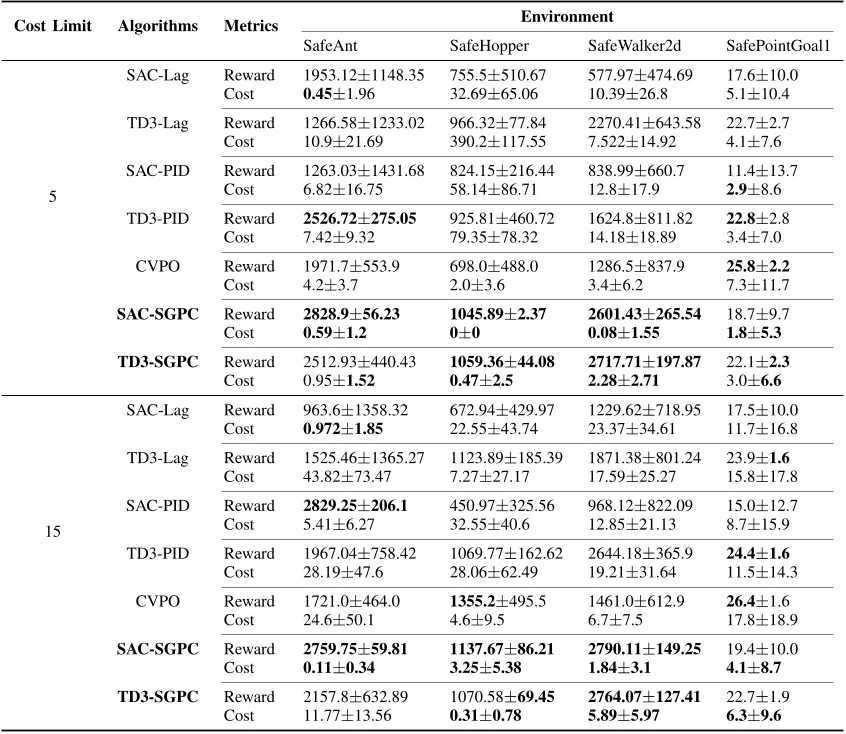 Cost Limit Algorithms Metrics Environment
SafeAnt SafeHopper SafeWalker2d SafePointGoal1
5
SAC-Lag Reward 1953.12±1148.35 755.5±510.67 577.97±474.69 17.6±10.0
Cost 0.45±1.96 32.69±65.06 10.39±26.8 5.1±10.4
TD3-Lag Reward 1266.58±1233.02 966.32±77.84 2270.41±643.58 22.7±2.7
Cost 10.9±21.69 390.2±117.55 7.522±14.92 4.1±7.6
SAC-PID Reward 1263.03±1431.68 824.15±216.44 838.99±660.7 11.4±13.7
Cost 6.82±16.75 58.14±86.71 12.8±17.9 2.9±8.6
TD3-PID Reward 2526.72±275.05 925.81±460.72 1624.8±811.82 22.8±2.8
Cost 7.42±9.32 79.35±78.32 14.18±18.89 3.4±7.0
CVPO Reward 1971.7±553.9 698.0±488.0 1286.5±837.9 25.8±2.2
Cost 4.2±3.7 2.0±3.6 3.4±6.2 7.3±11.7
SAC-SGPC Reward 2828.9±56.23 1045.89±2.37 2601.43±265.54 18.7±9.7
Cost 0.59±1.2 0±0 0.08±1.55 1.8±5.3
TD3-SGPC Reward 2512.93±440.43 1059.36±44.08 2717.71±197.87 22.1±2.3
Cost 0.95±1.52 0.47±2.5 2.28±2.71 3.0±6.6
15
SAC-Lag Reward 963.6±1358.32 672.94±429.97 1229.62±718.95 17.5±10.0
Cost 0.972±1.85 22.55±43.74 23.37±34.61 11.7±16.8
TD3-Lag Reward 1525.46±1365.27 1123.89±185.39 1871.38±801.24 23.9±1.6
Cost 43.82±73.47 7.27±27.17 17.59±25.27 15.8±17.8
SAC-PID Reward 2829.25±206.1 450.97±325.56 968.12±822.09 15.0±12.7
Cost 5.41±6.27 32.55±40.6 12.85±21.13 8.7±15.9
TD3-PID Reward 1967.04±758.42 1069.77±162.62 2644.18±365.9 24.4±1.6
Cost 28.19±47.6 28.06±62.49 19.21±31.64 11.5±14.3
CVPO Reward 1721.0±464.0 1355.2±495.5 1461.0±612.9 26.4±1.6
Cost 24.6±50.1 4.6±9.5 6.7±7.5 17.8±18.9
SAC-SGPC Reward 2759.75±59.81 1137.67±86.21 2790.11±149.25 19.4±10.0
Cost 0.11±0.34 3.25±5.38 1.84±3.1 4.1±8.7
TD3-SGPC Reward 2157.8±632.89 1070.58±69.45 2764.07±127.41 22.7±1.9
Cost 11.77±13.56 0.31±0.78 5.89±5.97 6.3±9.6